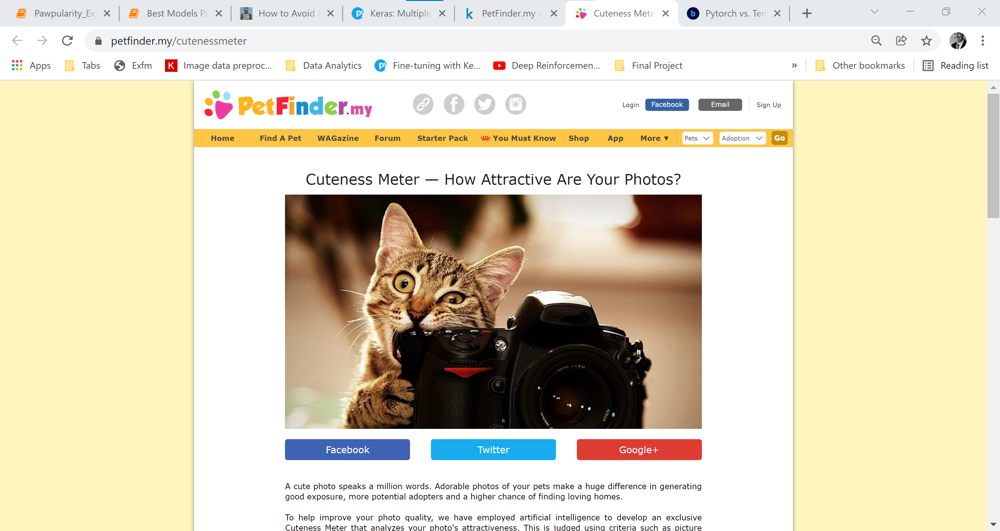 Pawpularity_Ex
Best Models Pa
How to Avoid
Keras: Multiple
PetFinder.my -
Cuteness Mete
Pytorch vs. Ten
petfinder.my/cutenessmeter
Apps
Tabs
Exfm
Image data preproc...
Data Analytics
Fine-tuning with Ke...
Deep Reinforcemen...
Final Project
»
Other bookmarks
Reading list
PetFinder.my
Login
Facebook
Email
Sign Up
Home
Find A Pet
WAGazine
Forum
Starter Pack
You Must Know
Shop
App
More ▼
Pets
Adoption
Go
Cuteness Meter — How Attractive Are Your Photos?
Nikon
Facebook
Twitter
Google+
A cute photo speaks a million words. Adorable photos of your pets make a huge difference in generating
good exposure, more potential adopters and a higher chance of finding loving homes.
To help improve your photo quality, we have employed artificial intelligence to develop an exclusive
Cuteness Meter that analyzes your photo's attractiveness. This is judged using criteria such as picture